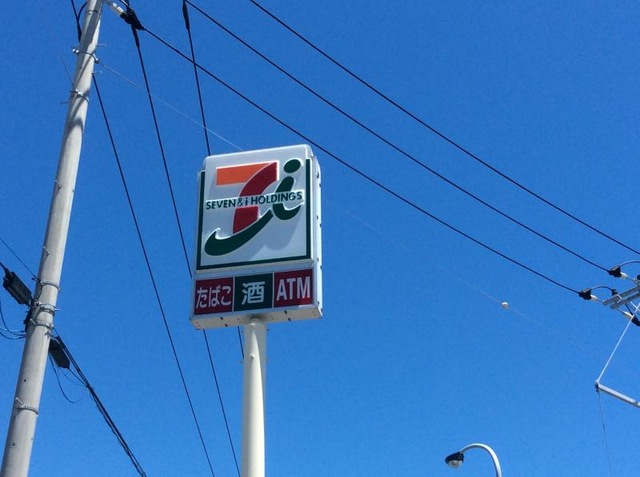 7i
SEVEN & i HOLDINGS
たばこ 酒 ATM